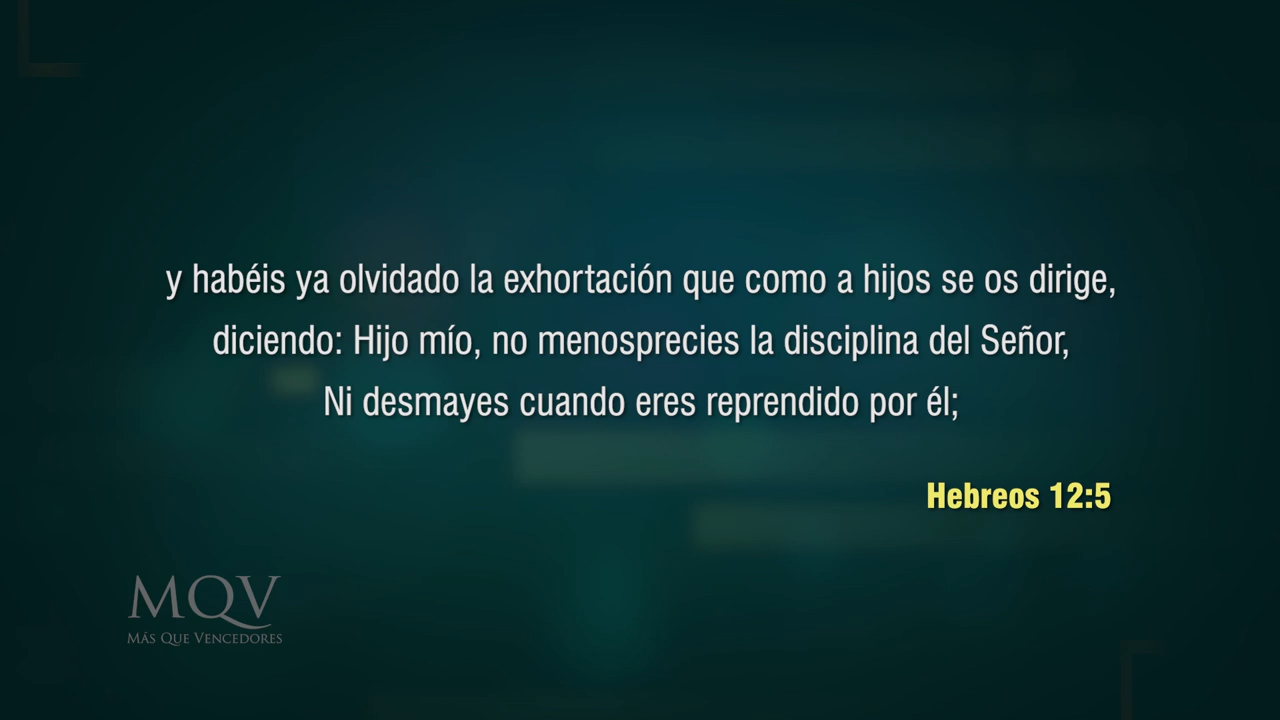 y habéis ya olvidado la exhortación que como a hijos se os dirige,
diciendo: Hijo mío, no menosprecies la disciplina del Señor,
Ni desmayes cuando eres reprendido por él;
Hebreos 12:5
MQV
MÁS QUE VENCEDORES